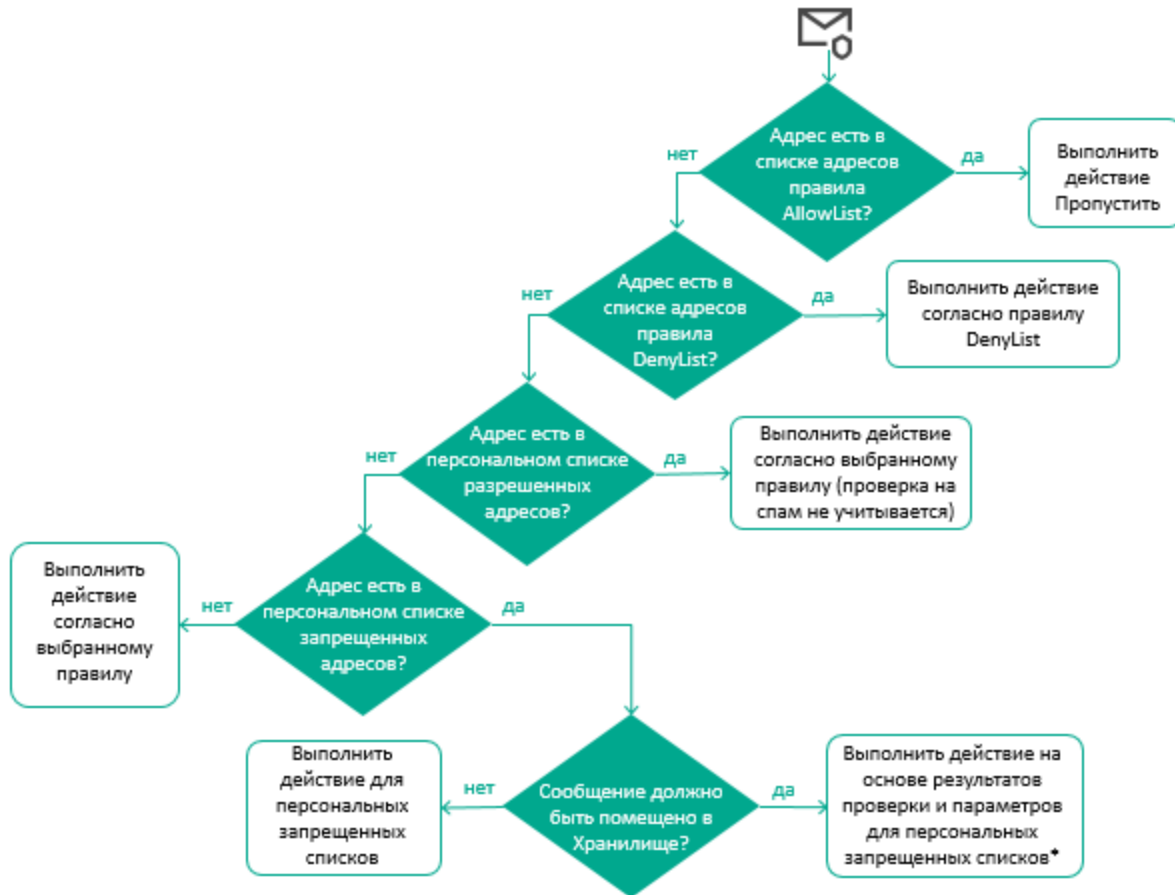 Адрес есть в
списке адресов
правила
AllowList?
нет
да
Выполнить
действие
Пропустить
Адрес есть в
списке адресов
правила
DenyList?
нет
да
Выполнить действие
согласно правилу
DenyList
Адрес есть в
персональном списке
разрешенных
адресов?
нет
да
Выполнить действие
согласно выбранному
правилу (проверка на
спам не учитывается)
Адрес есть в
персональном списке
запрещенных
адресов?
нет
да
Выполнить
действие
согласно
выбранному
правилу
Сообщение должно
быть помещено в
Хранилище?
нет
да
Выполнить
действие для
персональных
запрещенных
списков
Выполнить действие на
основе результатов
проверки и параметров
для персональных
запрещенных списков*